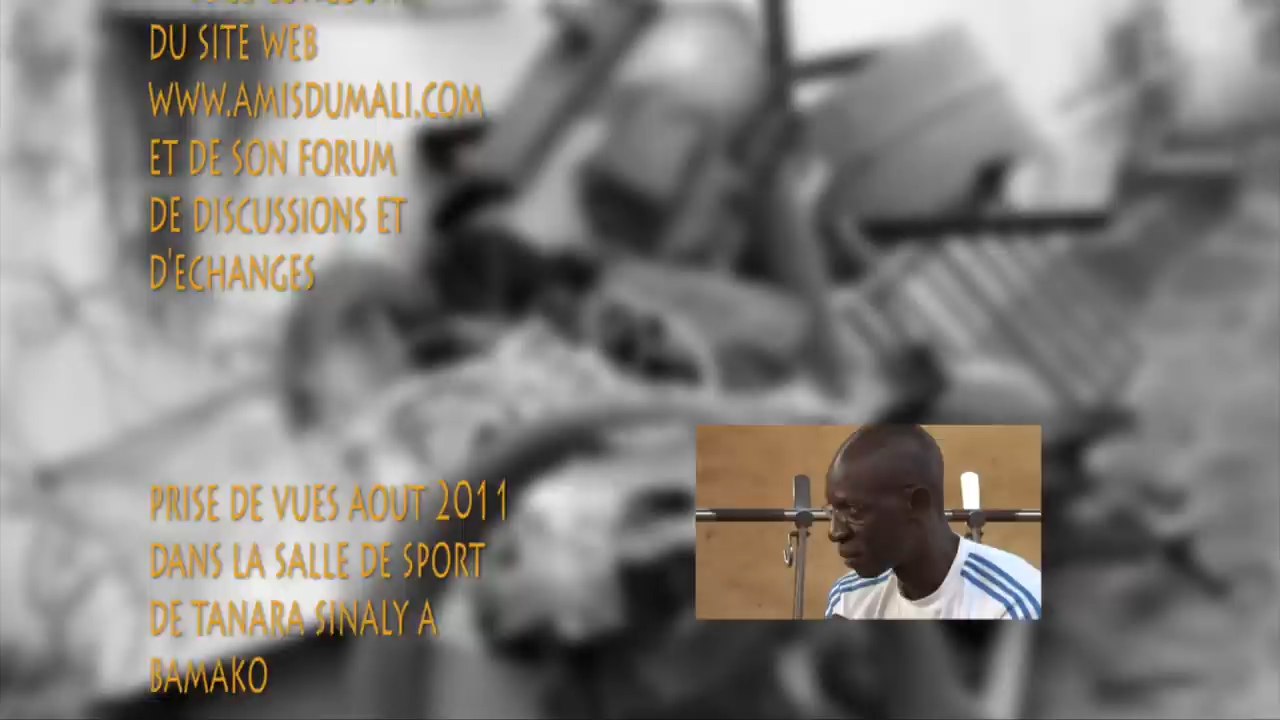 DU SITE WEB
WWW.AMISDUMALI.COM
ET DE SON FORUM
DE DISCUSSIONS ET
D'ECHANGES
PRISE DE VUES AOUT 2011
DANS LA SALLE DE SPORT
DE TANARA SINALY A
BAMAKO